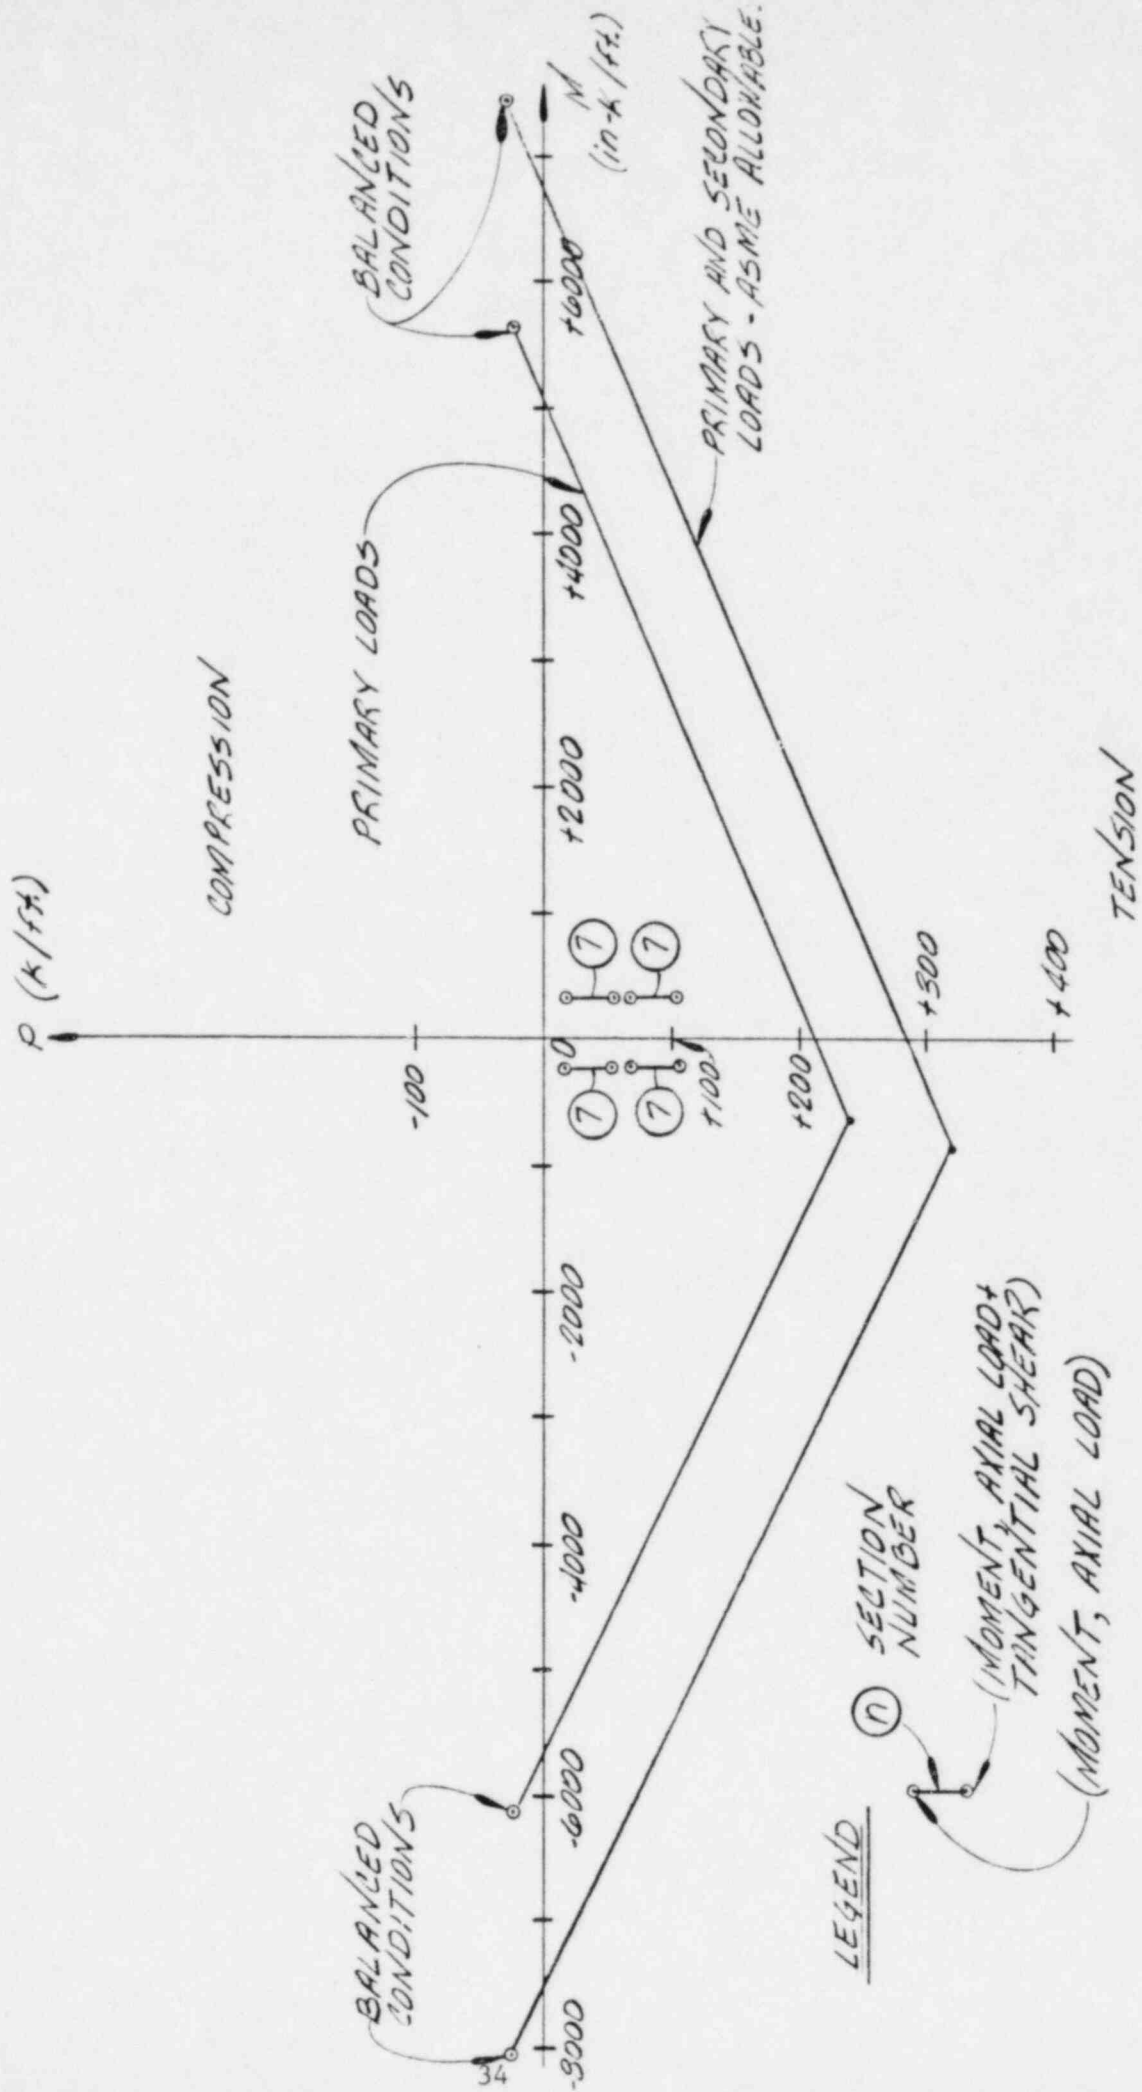 P (K/FT.)
COMPRESSION
BALANCED
CONDITIONS
BALANCED
CONDITIONS
PRIMARY LOADS
-100
M
(in-K/FT.)
-8000
-6000
-4000
-2000
0
+2000
+4000
+6000
7
7
7
7
+100
+200
+300
+400
PRIMARY AND SECONDARY
LOADS - ASME ALLOWABLE.
TENSION
LEGEND
n
SECTION
NUMBER
(MOMENT, AXIAL LOAD +
TANGENTIAL SHEAR)
(MOMENT, AXIAL LOAD)
34